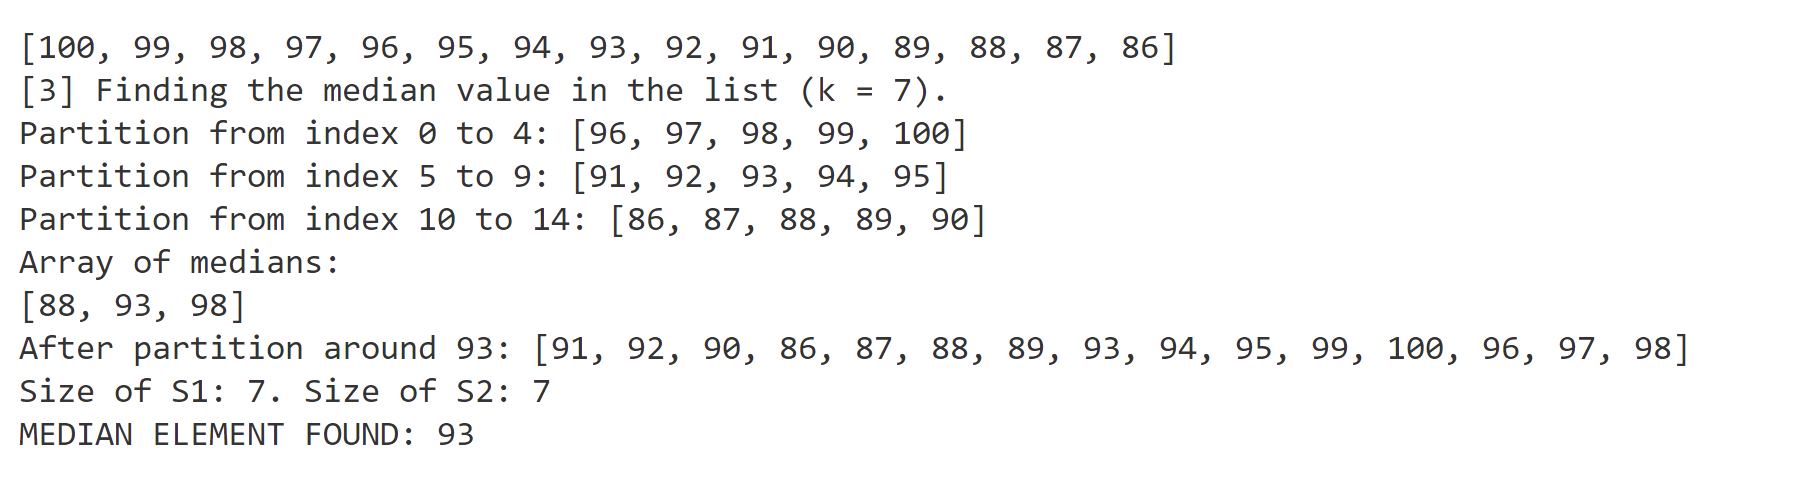 [100, 99, 98, 97, 96, 95, 94, 93, 92, 91, 90, 89, 88, 87, 86]
[3] Finding the median value in the list (k = 7).
Partition from index 0 to 4: [96, 97, 98, 99, 100]
Partition from index 5 to 9: [91, 92, 93, 94, 95]
Partition from index 10 to 14: [86, 87, 88, 89, 90]
Array of medians:
[88, 93, 98]
After partition around 93: [91, 92, 90, 86, 87, 88, 89, 93, 94, 95, 99, 100, 96, 97, 98]
Size of S1: 7. Size of S2: 7
MEDIAN ELEMENT FOUND: 93